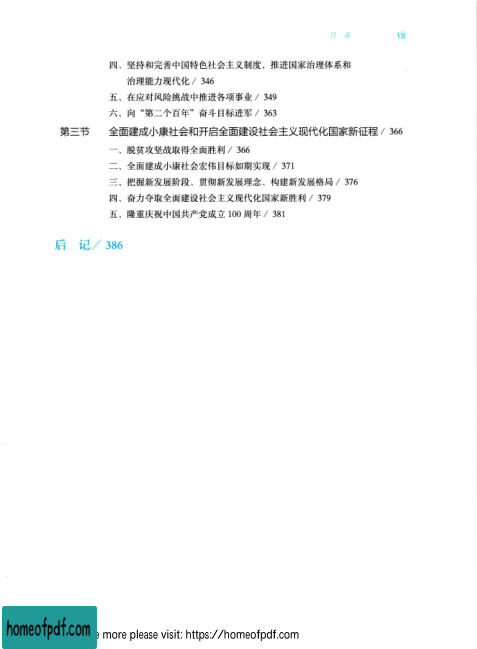 目 录 vii
四、坚持和完善中国特色社会主义制度，推进国家治理体系和
治理能力现代化 / 346
五、在应对风险挑战中推进各项事业 / 349
六、向“第二个百年”奋斗目标进军 / 363
第三节 全面建成小康社会和开启全面建设社会主义现代化国家新征程 / 366
一、脱贫攻坚战取得全面胜利 / 366
二、全面建成小康社会宏伟目标如期实现 / 371
三、把握新发展阶段、贯彻新发展理念、构建新发展格局 / 376
四、奋力夺取全面建设社会主义现代化国家新胜利 / 379
五、隆重庆祝中国共产党成立 100 周年 / 381
后 记 / 386
homeofpdf.com
more please visit: https://homeofpdf.com